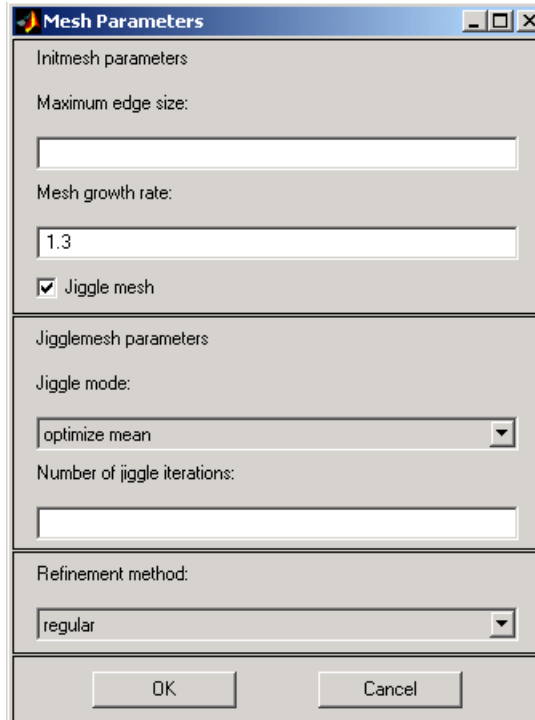 Mesh Parameters
Initmesh parameters
Maximum edge size:
Mesh growth rate:
1.3
Jiggle mesh
Jigglemesh parameters
Jiggle mode:
optimize mean
Number of jiggle iterations:
Refinement method:
regular
OK Cancel